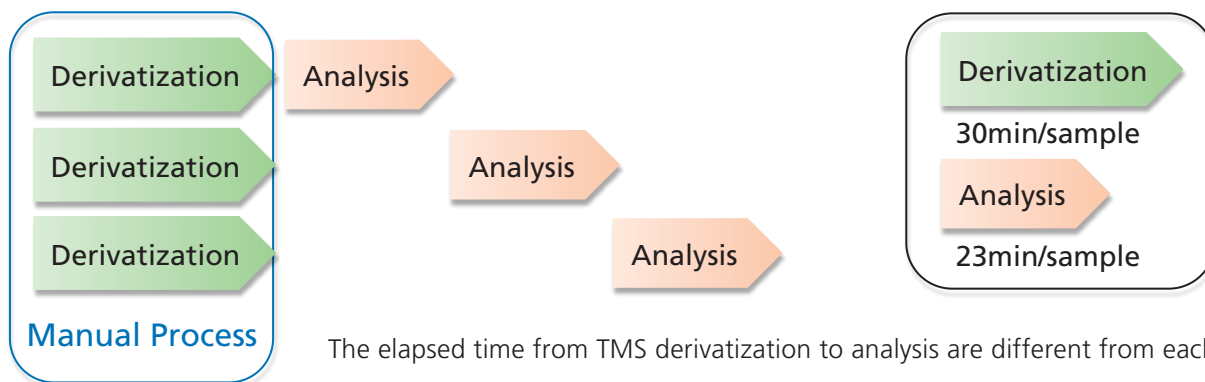 Derivatization
Analysis
Derivatization
Analysis
Derivatization
Analysis
Manual Process
Derivatization
30min/sample
Analysis
23min/sample
The elapsed time from TMS derivatization to analysis are different from each